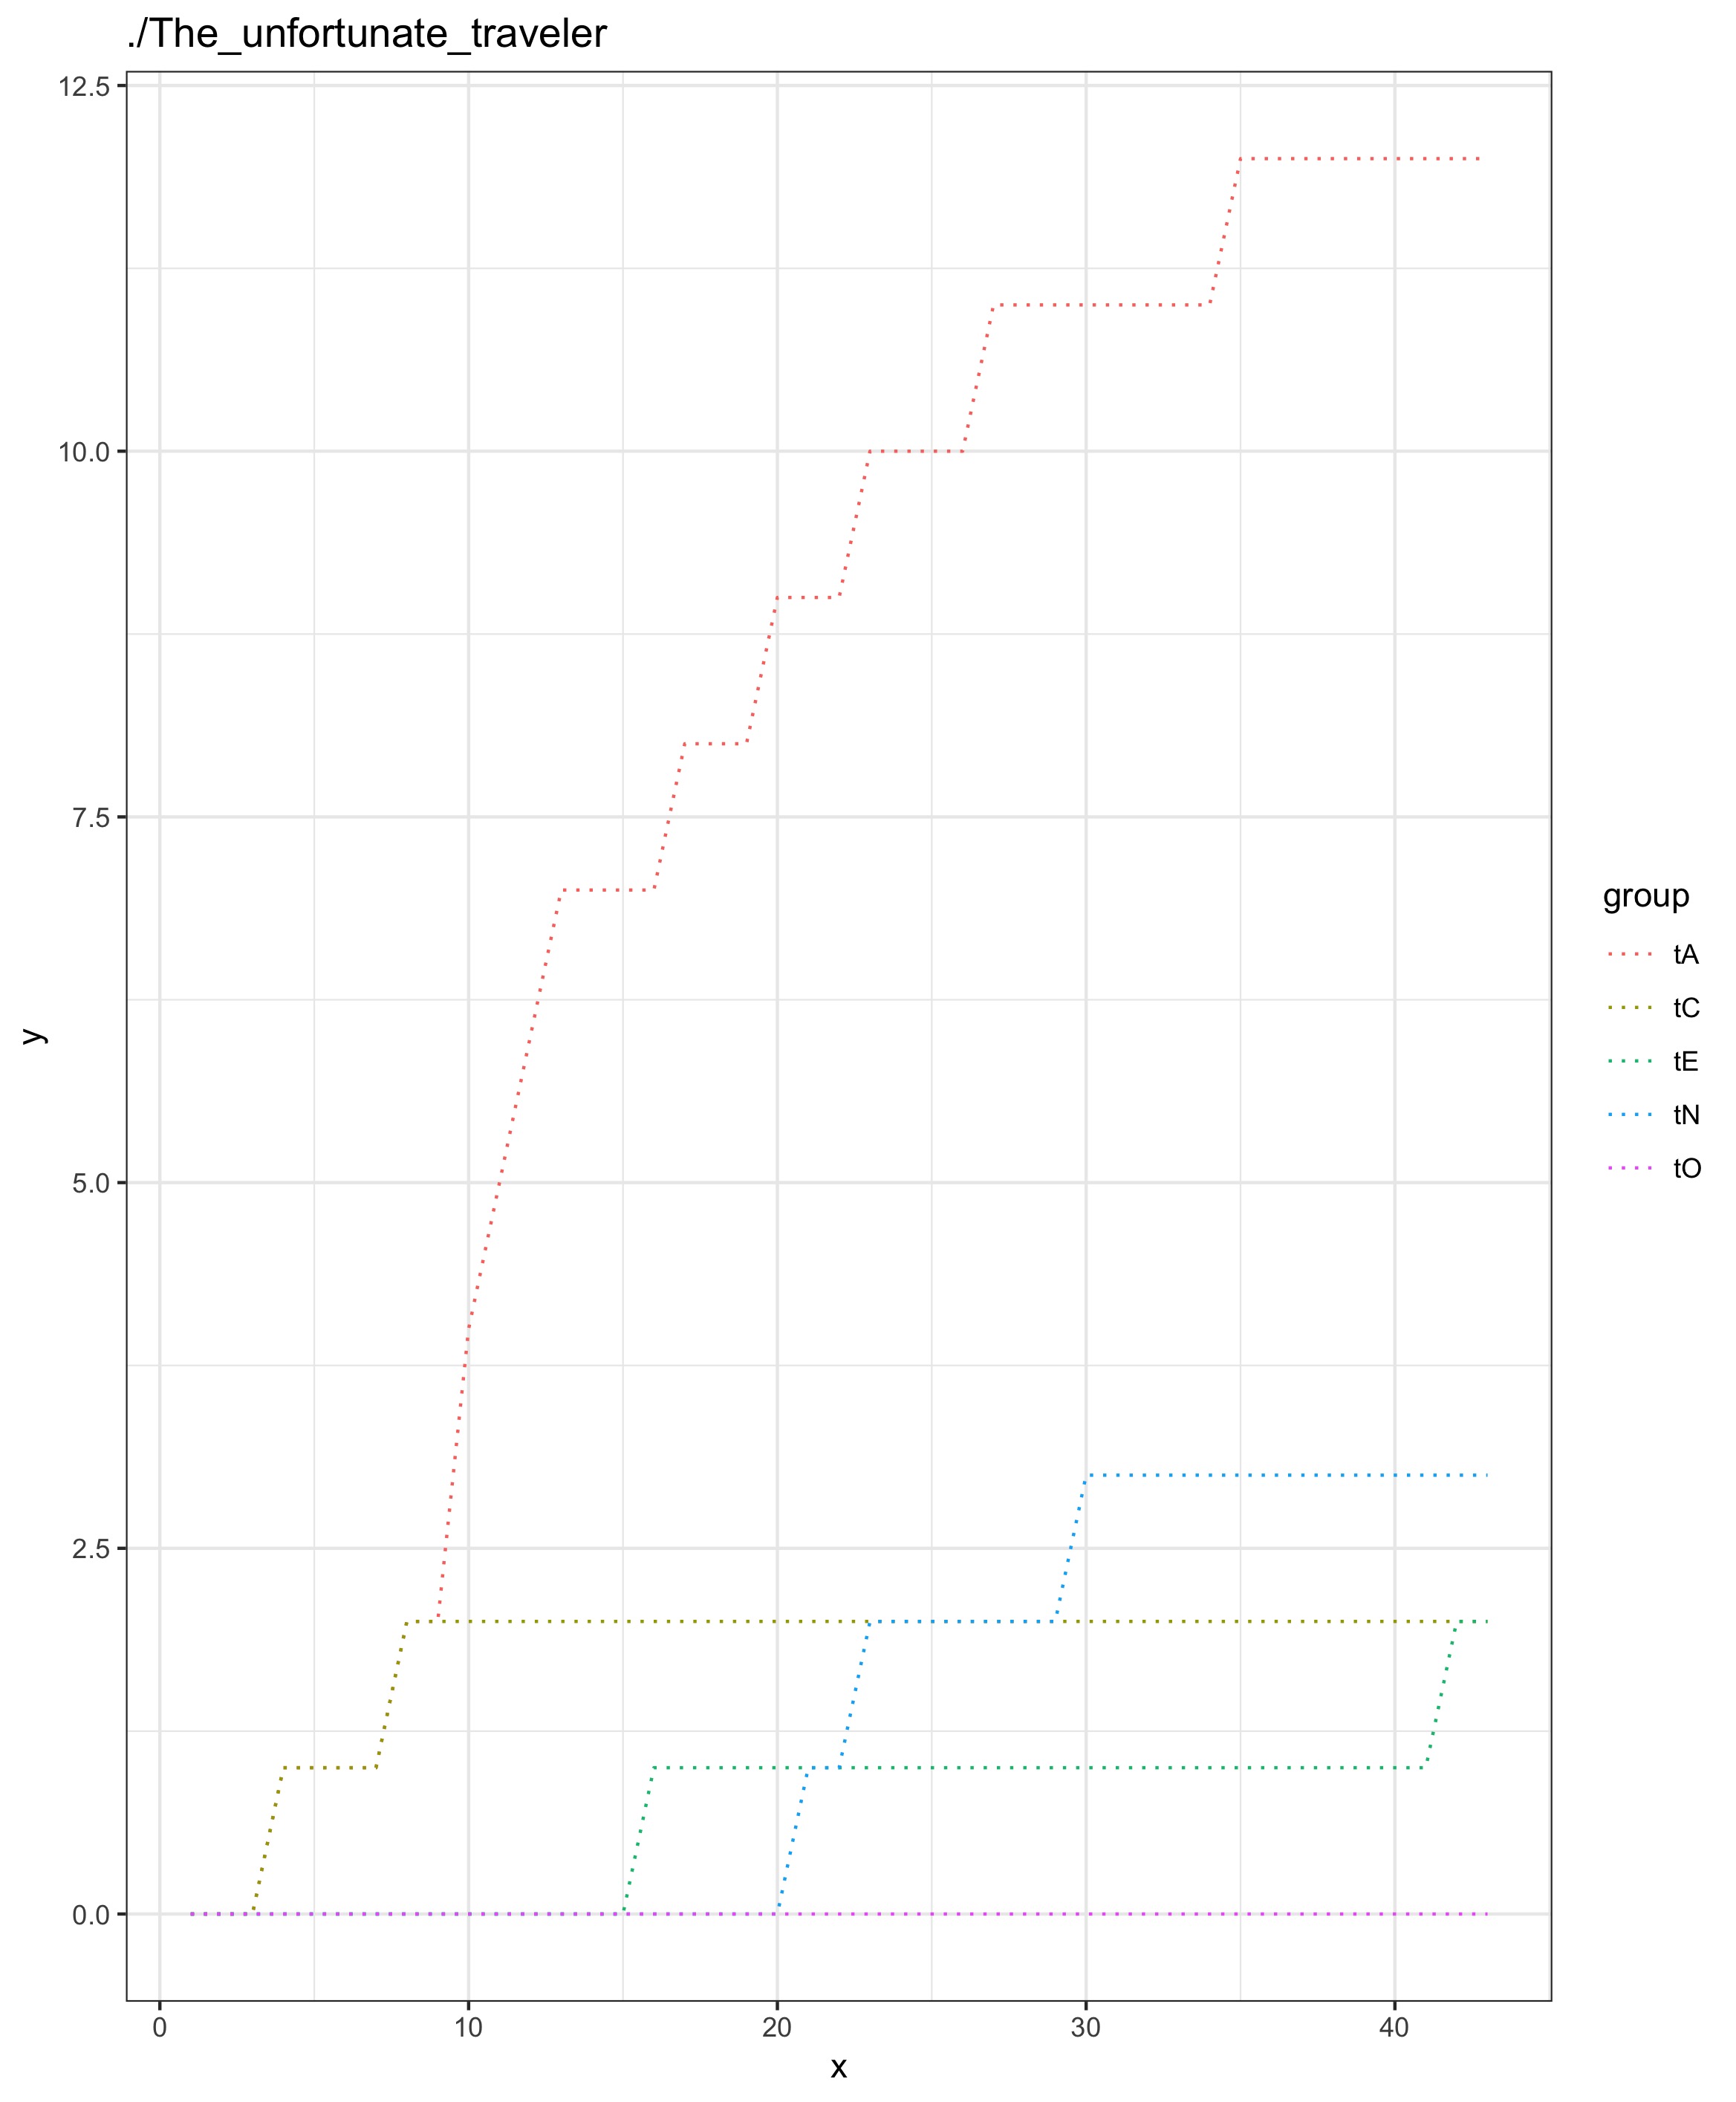 ./The_unfortunate_traveler
12.5
10.0
7.5
5.0
2.5
0.0
y
0 10 20 30 40
x
group
tA
tC
tE
tN
tO